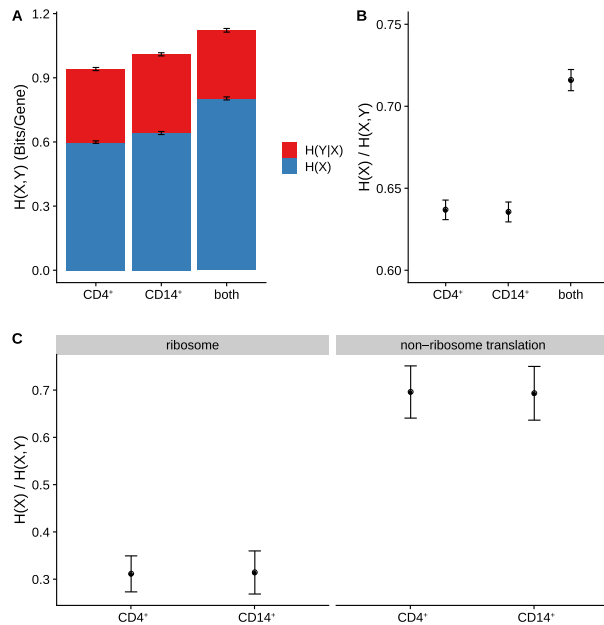 A
H(X,Y) (Bits/Gene)
1.2
0.9
0.6
0.3
0.0
CD4⁺
CD14⁺
both
H(Y|X)
H(X)
B
H(X) / H(X,Y)
0.75
0.70
0.65
0.60
CD4⁺
CD14⁺
both
C
ribosome
non−ribosome translation
H(X) / H(X,Y)
0.7
0.6
0.5
0.4
0.3
CD4⁺
CD14⁺
CD4⁺
CD14⁺